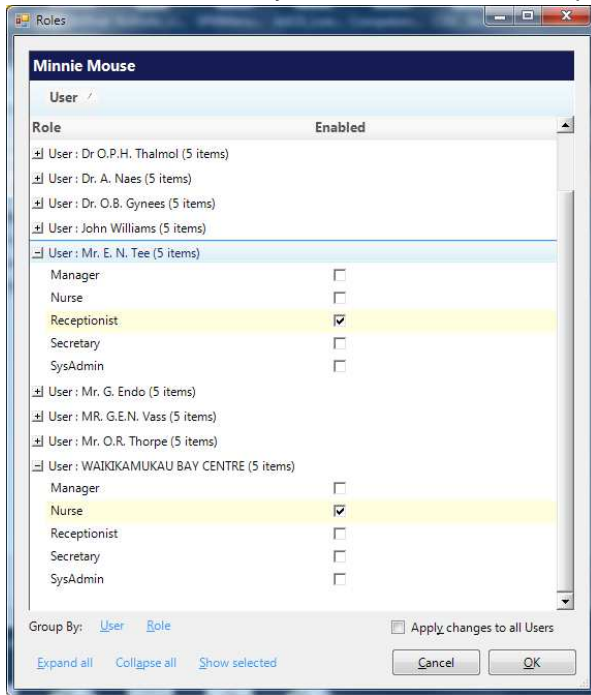 Roles
Minnie Mouse
User
Role Enabled
User : Dr O.P.H. Thalmol (5 items)
User : Dr. A. Naes (5 items)
User : Dr. O.B. Gynees (5 items)
User : John Williams (5 items)
User : Mr. E. N. Tee (5 items)
Manager
Nurse
Receptionist
Secretary
SysAdmin
User : Mr. G. Endo (5 items)
User : MR. G.E.N. Vass (5 items)
User : Mr. O.R. Thorpe (5 items)
User : WAIKIKAMUKAU BAY CENTRE (5 items)
Manager
Nurse
Receptionist
Secretary
SysAdmin
Group By: User Role Apply changes to all Users
Expand all Collapse all Show selected Cancel OK